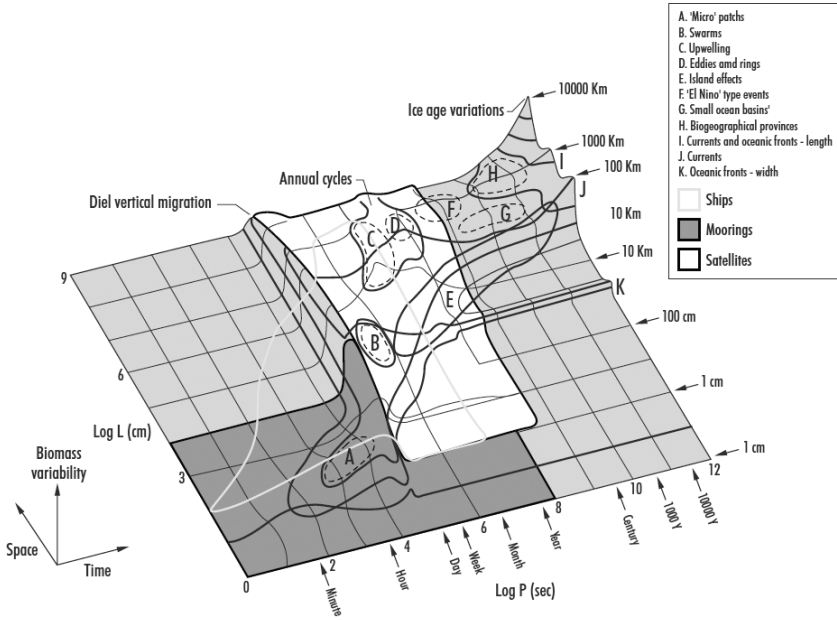 A. 'Micro' patchs
B. Swarms
C. Upwelling
D. Eddies amd rings
E. Island effects
F. 'El Nino' type events
G. Small ocean basins'
H. Biogeographical provinces
I. Currents and oceanic fronts - length
J. Currents
K. Oceanic fronts - width
Ships
Moorings
Satellites
10000 Km
Ice age variations
1000 Km
I
100 Km
J
Annual cycles
H
Diel vertical migration
F
G
10 Km
D
C
10 Km
9
E
K
B
100 cm
6
1 cm
Log L (cm)
A
3
1 cm
12
10
8
6
4
2
0
Biomass
variability
Space
Time
Minute
Hour
Day
Week
Month
Year
Century
1000 Y
10000 Y
Log P (sec)